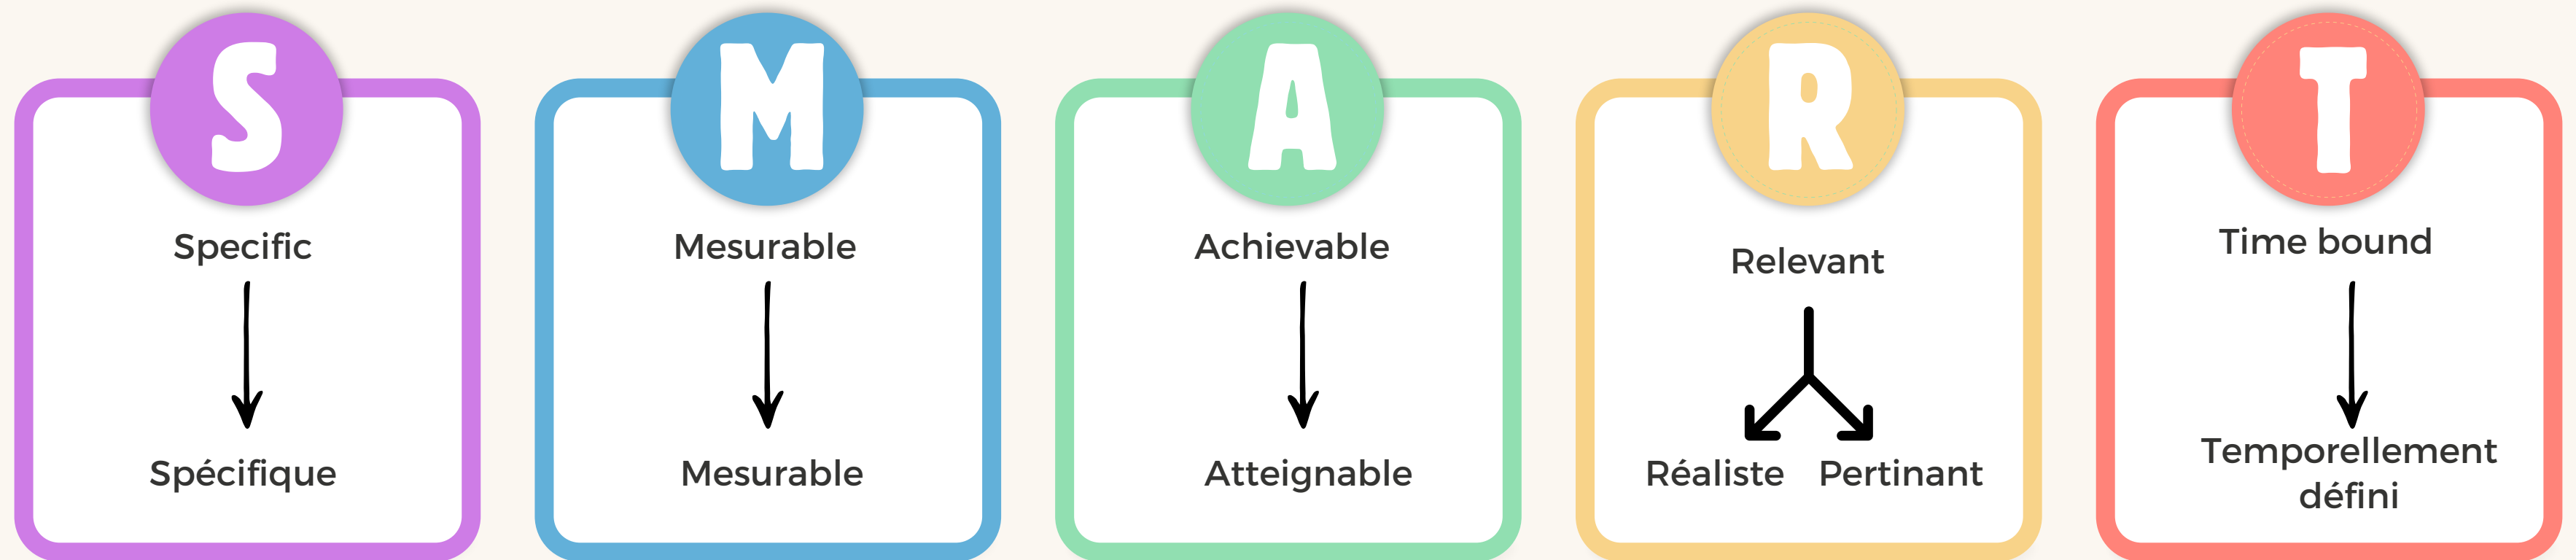 S
Specific
Spécifique
M
Mesurable
Mesurable
A
Achievable
Atteignable
R
Relevant
Réaliste Pertinant
T
Time bound
Temporellement
défini